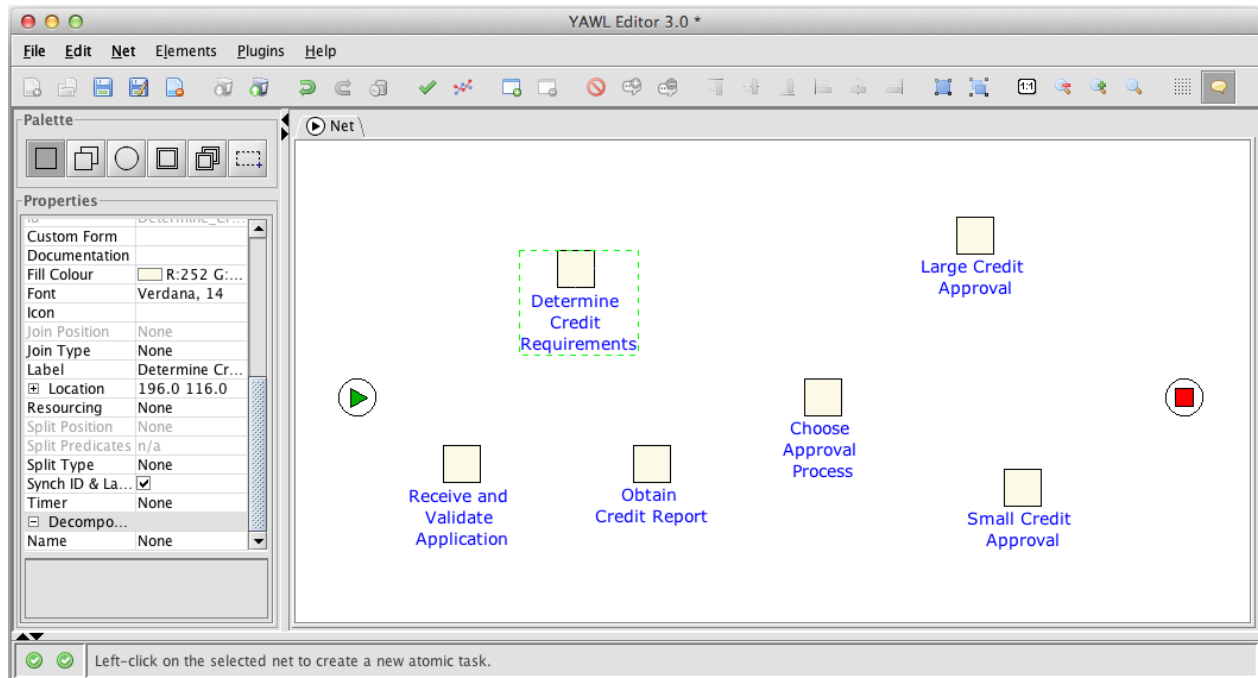 YAWL Editor 3.0 *
File Edit Net Elements Plugins Help
1:1
Palette
Net
Properties
Custom Form
Documentation
Fill Colour R:252 G:...
Font Verdana, 14
Icon
Join Position None
Join Type None
Label Determine Cr...
Location 196.0 116.0
Resourcing None
Split Position None
Split Predicates n/a
Split Type None
Synch ID & La...
Timer None
Decompo...
Name None
Determine
Credit
Requirements
Large Credit
Approval
Choose
Approval
Process
Receive and
Validate
Application
Obtain
Credit Report
Small Credit
Approval
Left-click on the selected net to create a new atomic task.